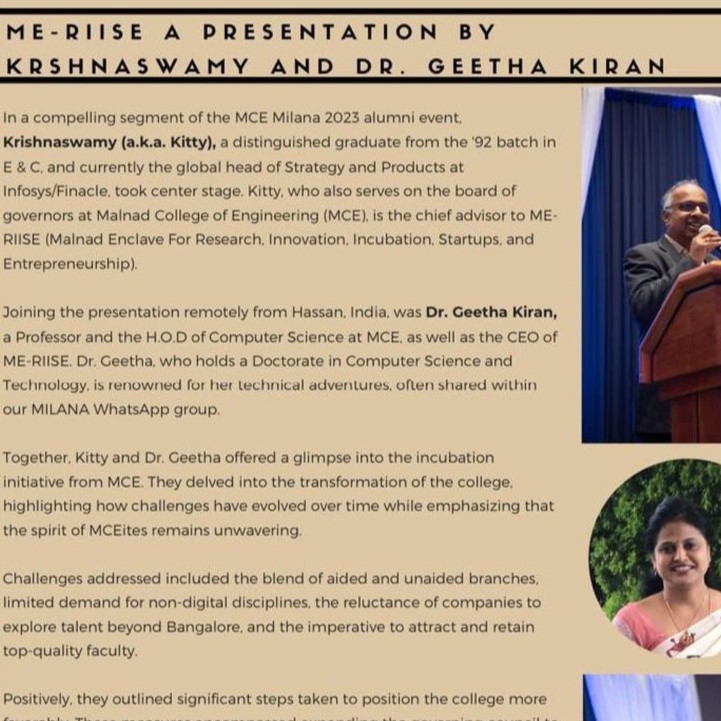 ME-RIISE A PRESENTATION BY
KRSHNASWAMY AND DR. GEETHA KIRAN
In a compelling segment of the MCE Milana 2023 alumni event,
Krishnaswamy (a.k.a. Kitty), a distinguished graduate from the '92 batch in
E & C, and currently the global head of Strategy and Products at
Infosys/Finacle, took center stage. Kitty, who also serves on the board of
governors at Malnad College of Engineering (MCE), is the chief advisor to ME-
RIISE (Malnad Enclave For Research, Innovation, Incubation, Startups, and
Entrepreneurship).
Joining the presentation remotely from Hassan, India, was Dr. Geetha Kiran,
a Professor and the H.O.D of Computer Science at MCE, as well as the CEO of
ME-RIISE. Dr. Geetha, who holds a Doctorate in Computer Science and
Technology, is renowned for her technical adventures, often shared within
our MILANA WhatsApp group.
Together, Kitty and Dr. Geetha offered a glimpse into the incubation
initiative from MCE. They delved into the transformation of the college,
highlighting how challenges have evolved over time while emphasizing that
the spirit of MCEites remains unwavering.
Challenges addressed included the blend of aided and unaided branches,
limited demand for non-digital disciplines, the reluctance of companies to
explore talent beyond Bangalore, and the imperative to attract and retain
top-quality faculty.
Positively, they outlined significant steps taken to position the college more